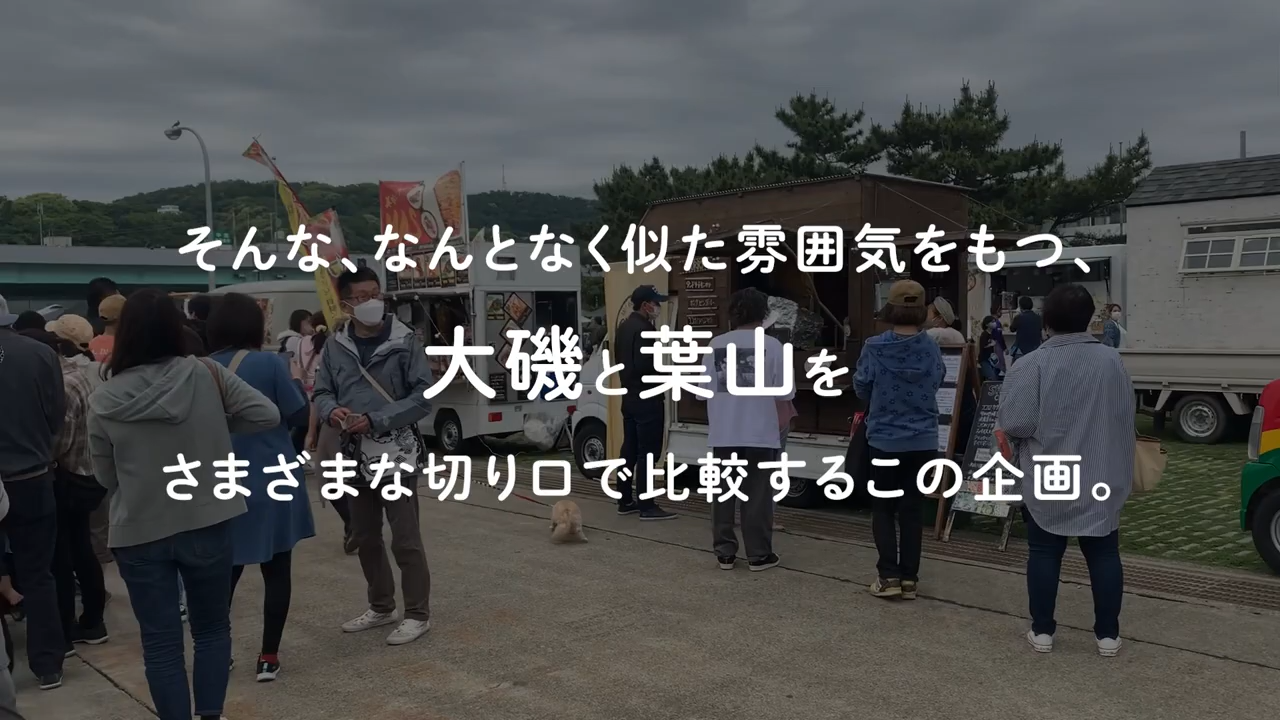 そんな、なんとなく似た雰囲気をもつ、
大磯と葉山を
さまざまな切り口で比較するこの企画。